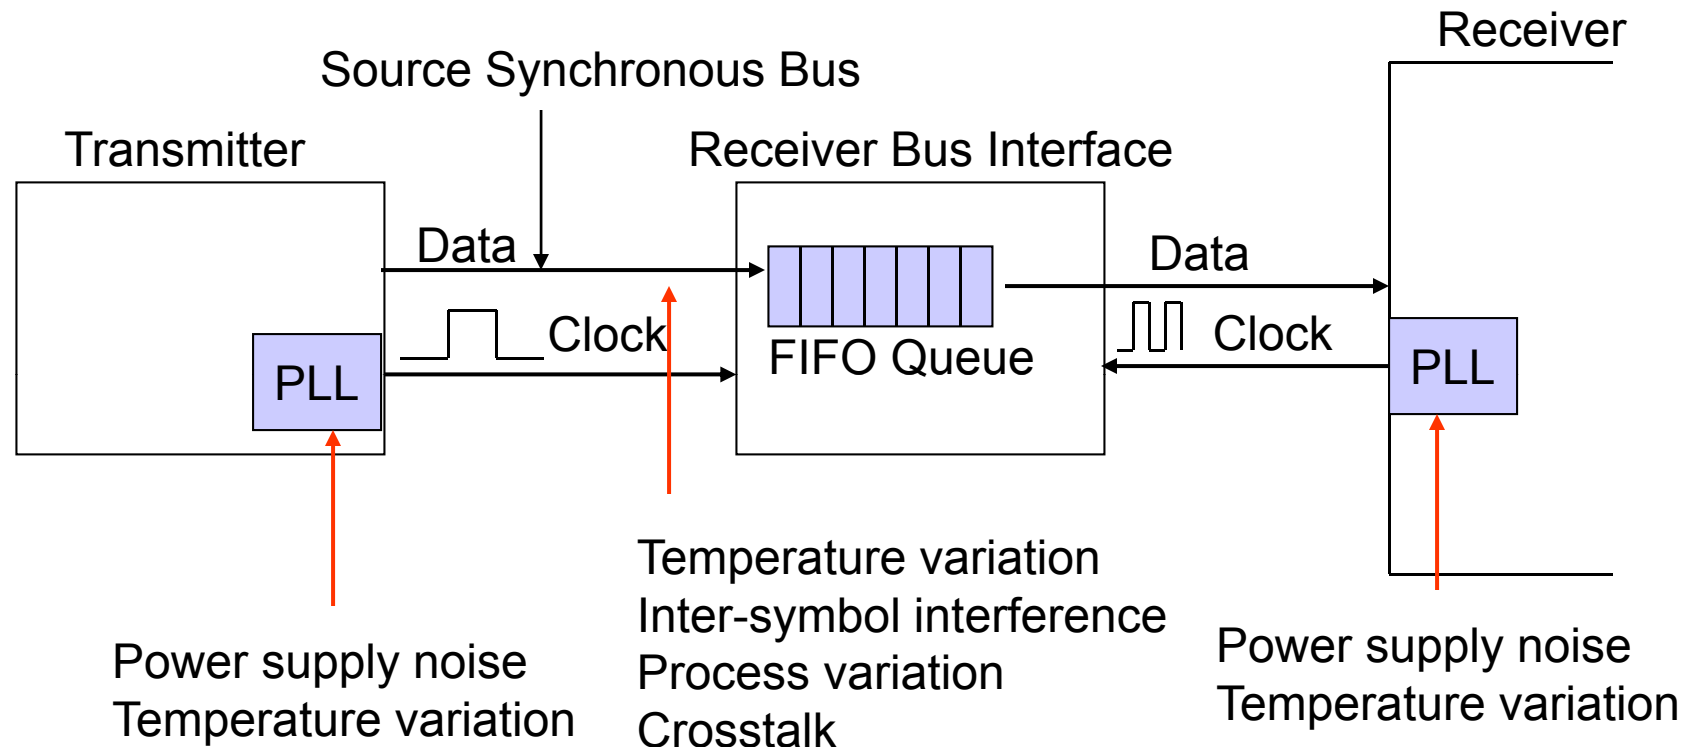 Receiver
Source Synchronous Bus
Transmitter
Receiver Bus Interface
Data
Data
Clock
Clock
FIFO Queue
PLL
PLL
Temperature variation
Inter-symbol interference
Process variation
Crosstalk
Power supply noise
Temperature variation
Power supply noise
Temperature variation